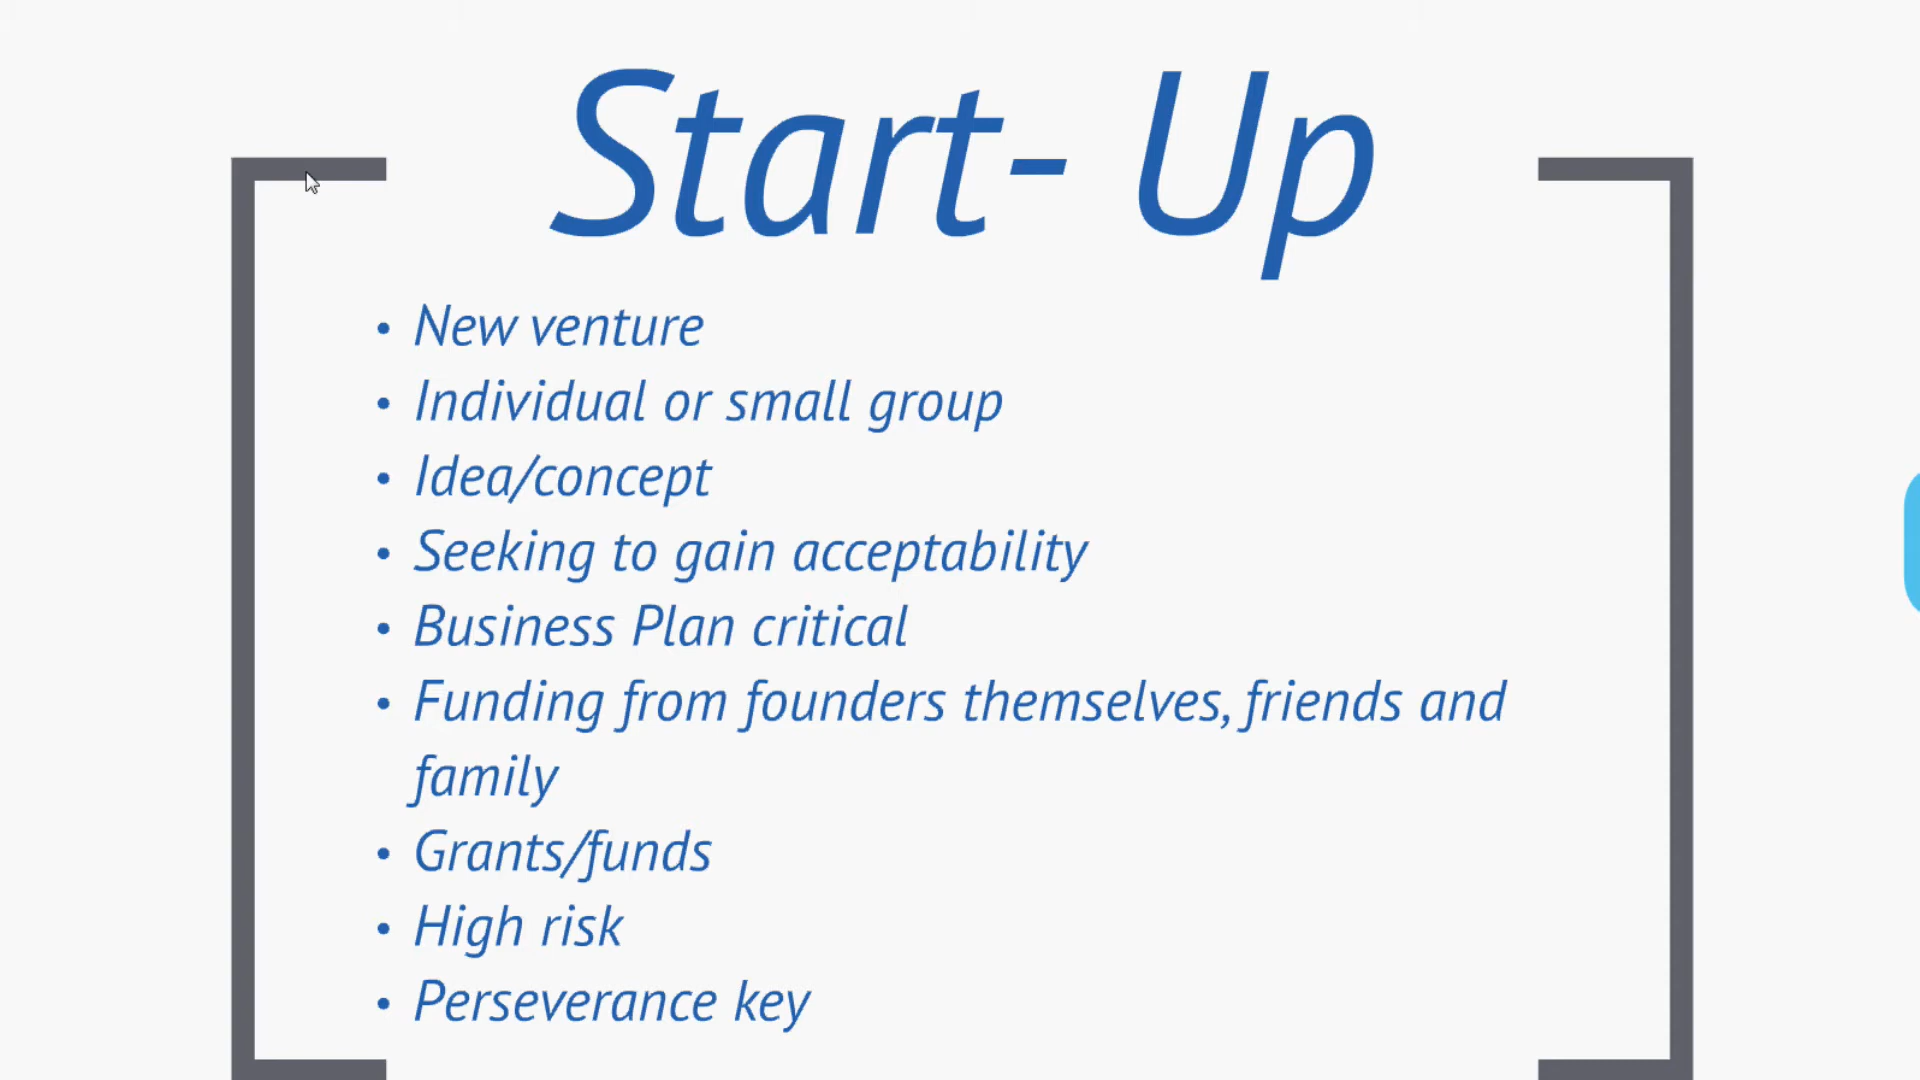 Start- Up
• New venture
• Individual or small group
• Idea/concept
• Seeking to gain acceptability
• Business Plan critical
• Funding from founders themselves, friends and
family
• Grants/funds
• High risk
• Perseverance key